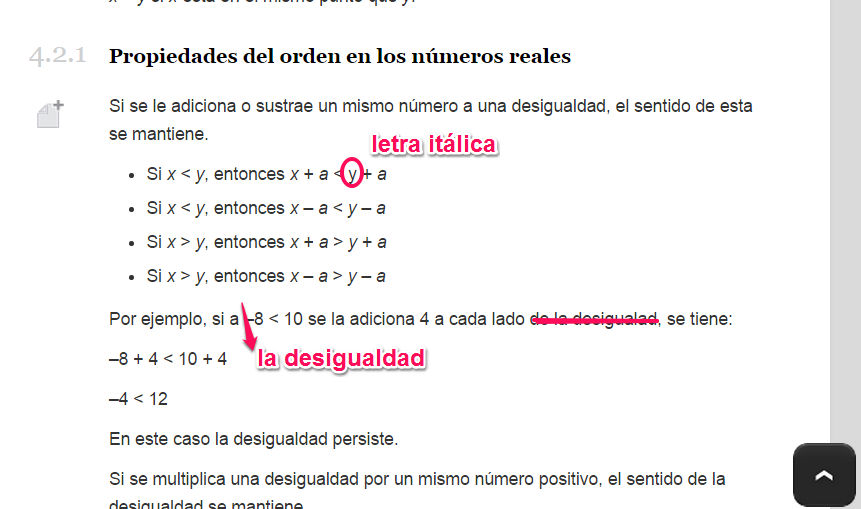 4.2.1 Propiedades del orden en los números reales
Si se le adiciona o sustrae un mismo número a una desigualdad, el sentido de esta
se mantiene.
letra itálica
• Si x < y, entonces x + a < y + a
• Si x < y, entonces x – a < y – a
• Si x > y, entonces x + a > y + a
• Si x > y, entonces x – a > y – a
Por ejemplo, si a –8 < 10 se la adiciona 4 a cada lado de la desigualad, se tiene:
–8 + 4 < 10 + 4
la desigualdad
–4 < 12
En este caso la desigualdad persiste.
Si se multiplica una desigualdad por un mismo número positivo, el sentido de la
desigualdad se mantiene